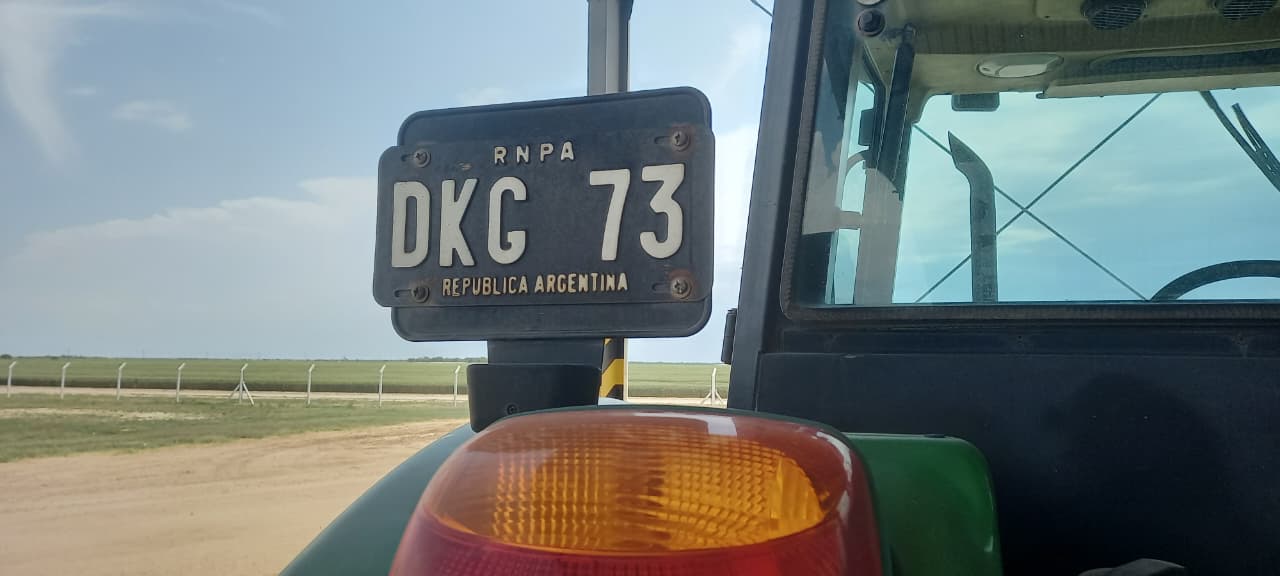 RNPA
DKG 73
REPUBLICA ARGENTINA